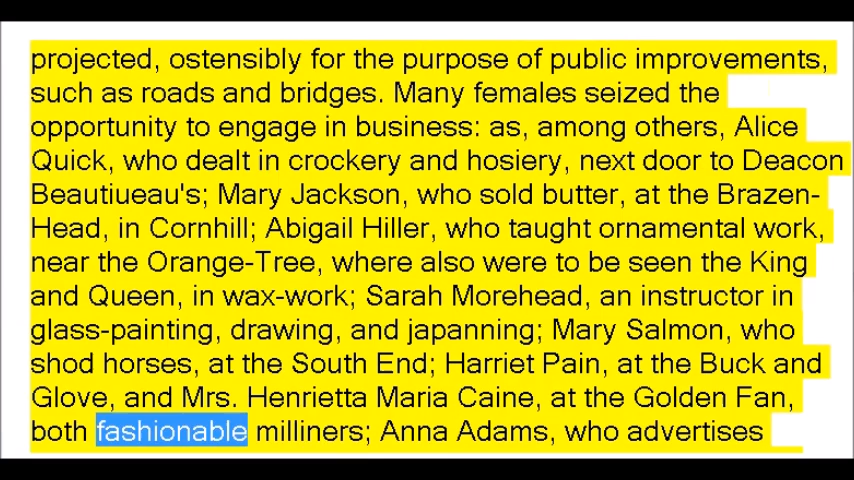 projected, ostensibly for the purpose of public improvements,
such as roads and bridges. Many females seized the
opportunity to engage in business: as, among others, Alice
Quick, who dealt in crockery and hosiery, next door to Deacon
Beautiueau's; Mary Jackson, who sold butter, at the Brazen-
Head, in Cornhill; Abigail Hiller, who taught ornamental work,
near the Orange-Tree, where also were to be seen the King
and Queen, in wax-work; Sarah Morehead, an instructor in
glass-painting, drawing, and japanning; Mary Salmon, who
shod horses, at the South End; Harriet Pain, at the Buck and
Glove, and Mrs. Henrietta Maria Caine, at the Golden Fan,
both fashionable milliners; Anna Adams, who advertises